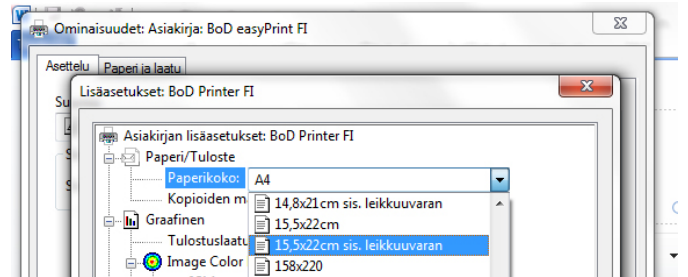 Ominaisuudet: Asiakirja: BoD easyPrint FI
Asettelu Paperi ja laatu
Lisäasetukset: BoD Printer FI
Su
Asiakirjan lisäasetukset: BoD Printer FI
Paperi/Tuloste
Paperikoko: A4
Kopioiden m
14,8x21cm sis. leikkuuvaran
Graafinen
15,5x22cm
Tulostuslaatu
15,5x22cm sis. leikkuuvaran
Image Color
158x220